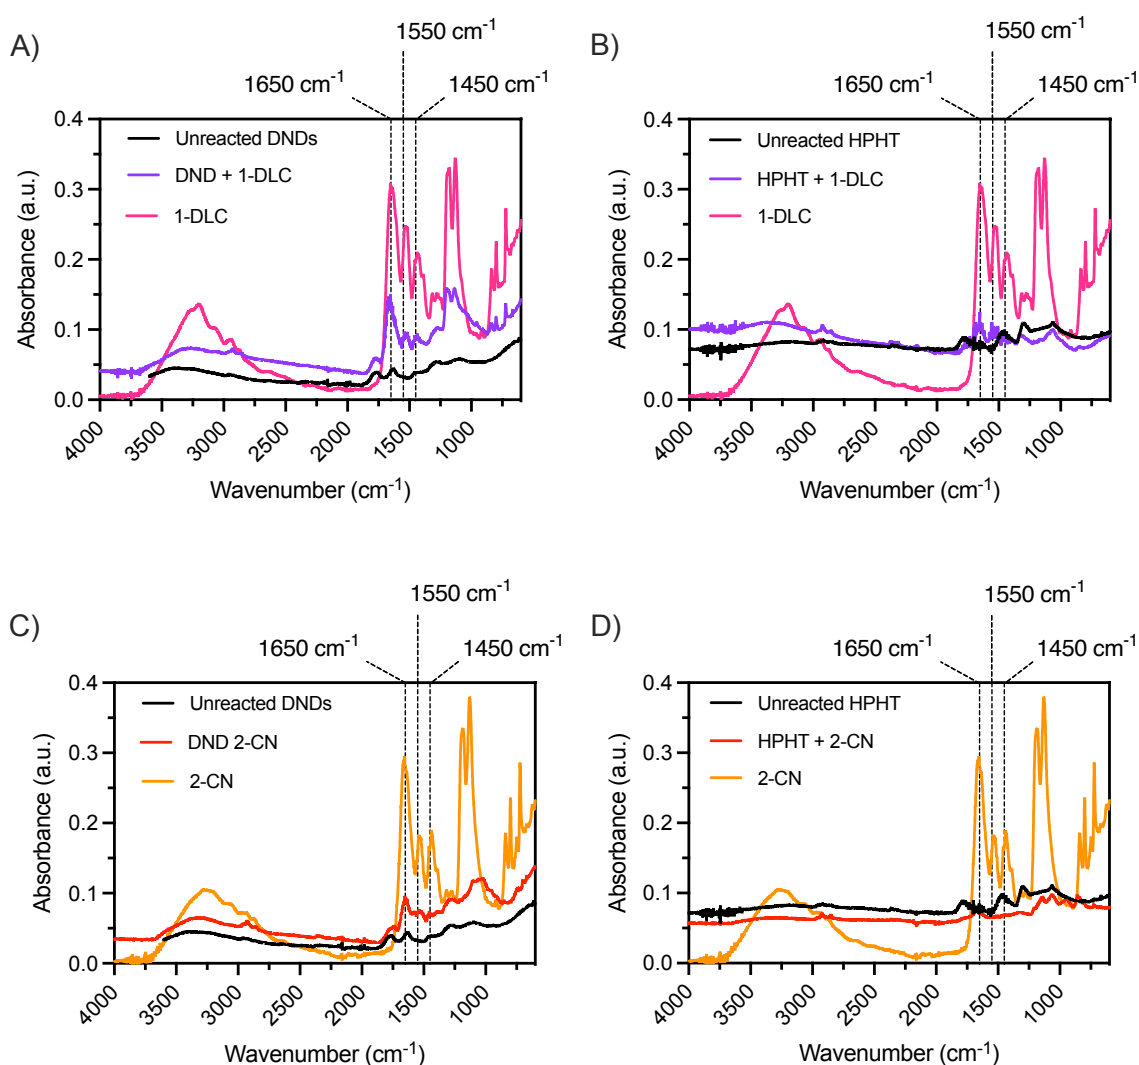 A)
1550 cm⁻¹
1650 cm⁻¹
1450 cm⁻¹
Absorbance (a.u.)
0.4
0.3
0.2
0.1
0.0
Unreacted DNDs
DND + 1-DLC
1-DLC
4000
3500
3000
2500
2000
1500
1000
Wavenumber (cm⁻¹)
B)
1550 cm⁻¹
1650 cm⁻¹
1450 cm⁻¹
Absorbance (a.u.)
0.4
0.3
0.2
0.1
0.0
Unreacted HPHT
HPHT + 1-DLC
1-DLC
4000
3500
3000
2500
2000
1500
1000
Wavenumber (cm⁻¹)
C)
1550 cm⁻¹
1650 cm⁻¹
1450 cm⁻¹
Absorbance (a.u.)
0.4
0.3
0.2
0.1
0.0
Unreacted DNDs
DND 2-CN
2-CN
4000
3500
3000
2500
2000
1500
1000
Wavenumber (cm⁻¹)
D)
1550 cm⁻¹
1650 cm⁻¹
1450 cm⁻¹
Absorbance (a.u.)
0.4
0.3
0.2
0.1
0.0
Unreacted HPHT
HPHT + 2-CN
2-CN
4000
3500
3000
2500
2000
1500
1000
Wavenumber (cm⁻¹)